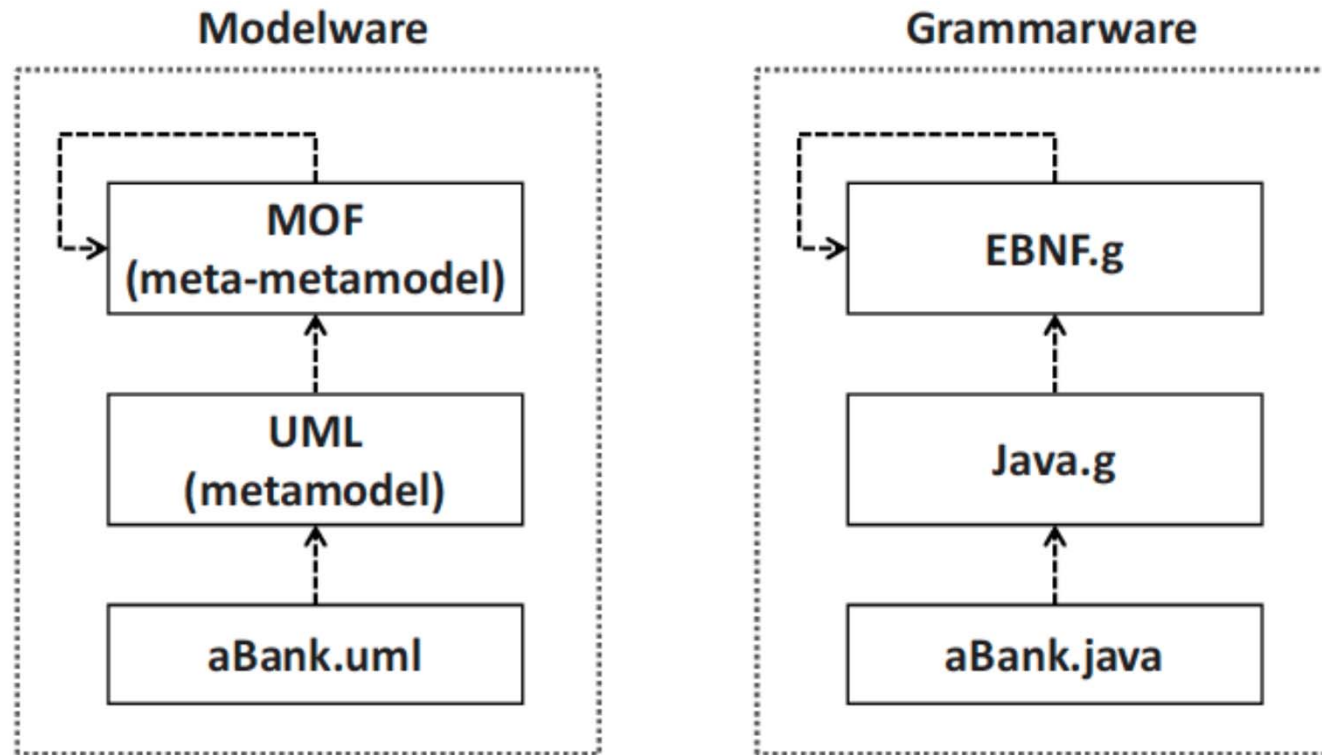 Modelware
MOF
(meta-metamodel)
UML
(metamodel)
aBank.uml
Grammarware
EBNF.g
Java.g
aBank.java